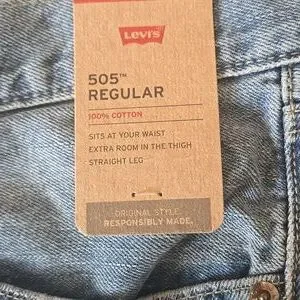 Levi's
505™
REGULAR
100% COTTON
SITS AT YOUR WAIST
EXTRA ROOM IN THE THIGH
STRAIGHT LEG
ORIGINAL STYLE.
RESPONSIBLY MADE.